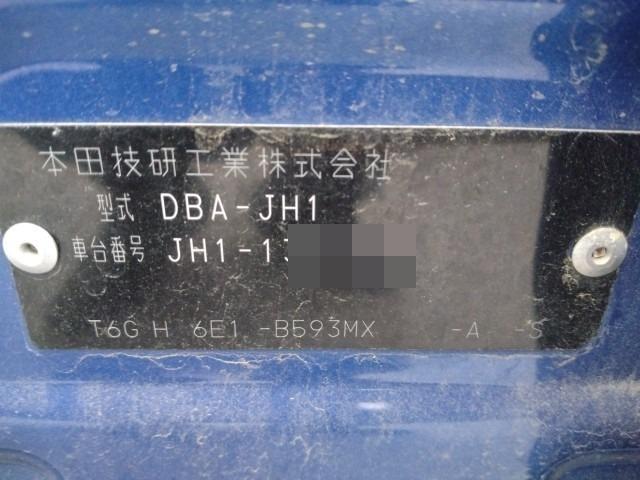 本田技研工業株式会社
型式 DBA-JH1
車台番号 JH1-13
T6G H 6E1 -B593MX -A -S